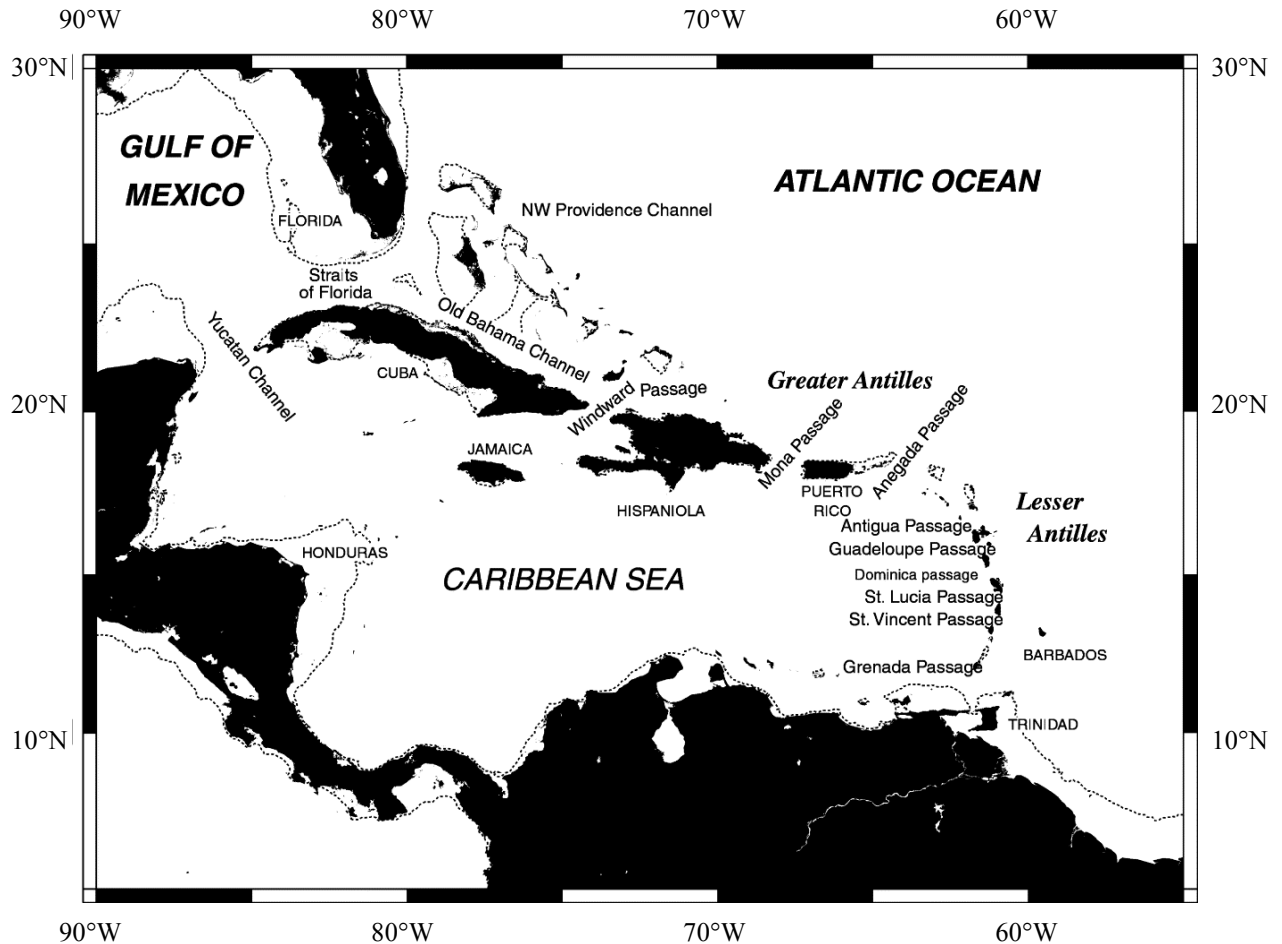 90°W 80°W 70°W 60°W
30°N 30°N
GULF OF
MEXICO
ATLANTIC OCEAN
NW Providence Channel
FLORIDA
Straits
of Florida
Old Bahama Channel
Yucatan Channel
CUBA
Windward Passage
Greater Antilles
20°N 20°N
Mona Passage
Anegada Passage
JAMAICA
HISPANIOLA
PUERTO
RICO
Lesser
Antilles
Antigua Passage
Guadeloupe Passage
HONDURAS
Dominica passage
CARIBBEAN SEA
St. Lucia Passage
St. Vincent Passage
BARBADOS
Grenada Passage
TRINIDAD
10°N 10°N
90°W 80°W 70°W 60°W